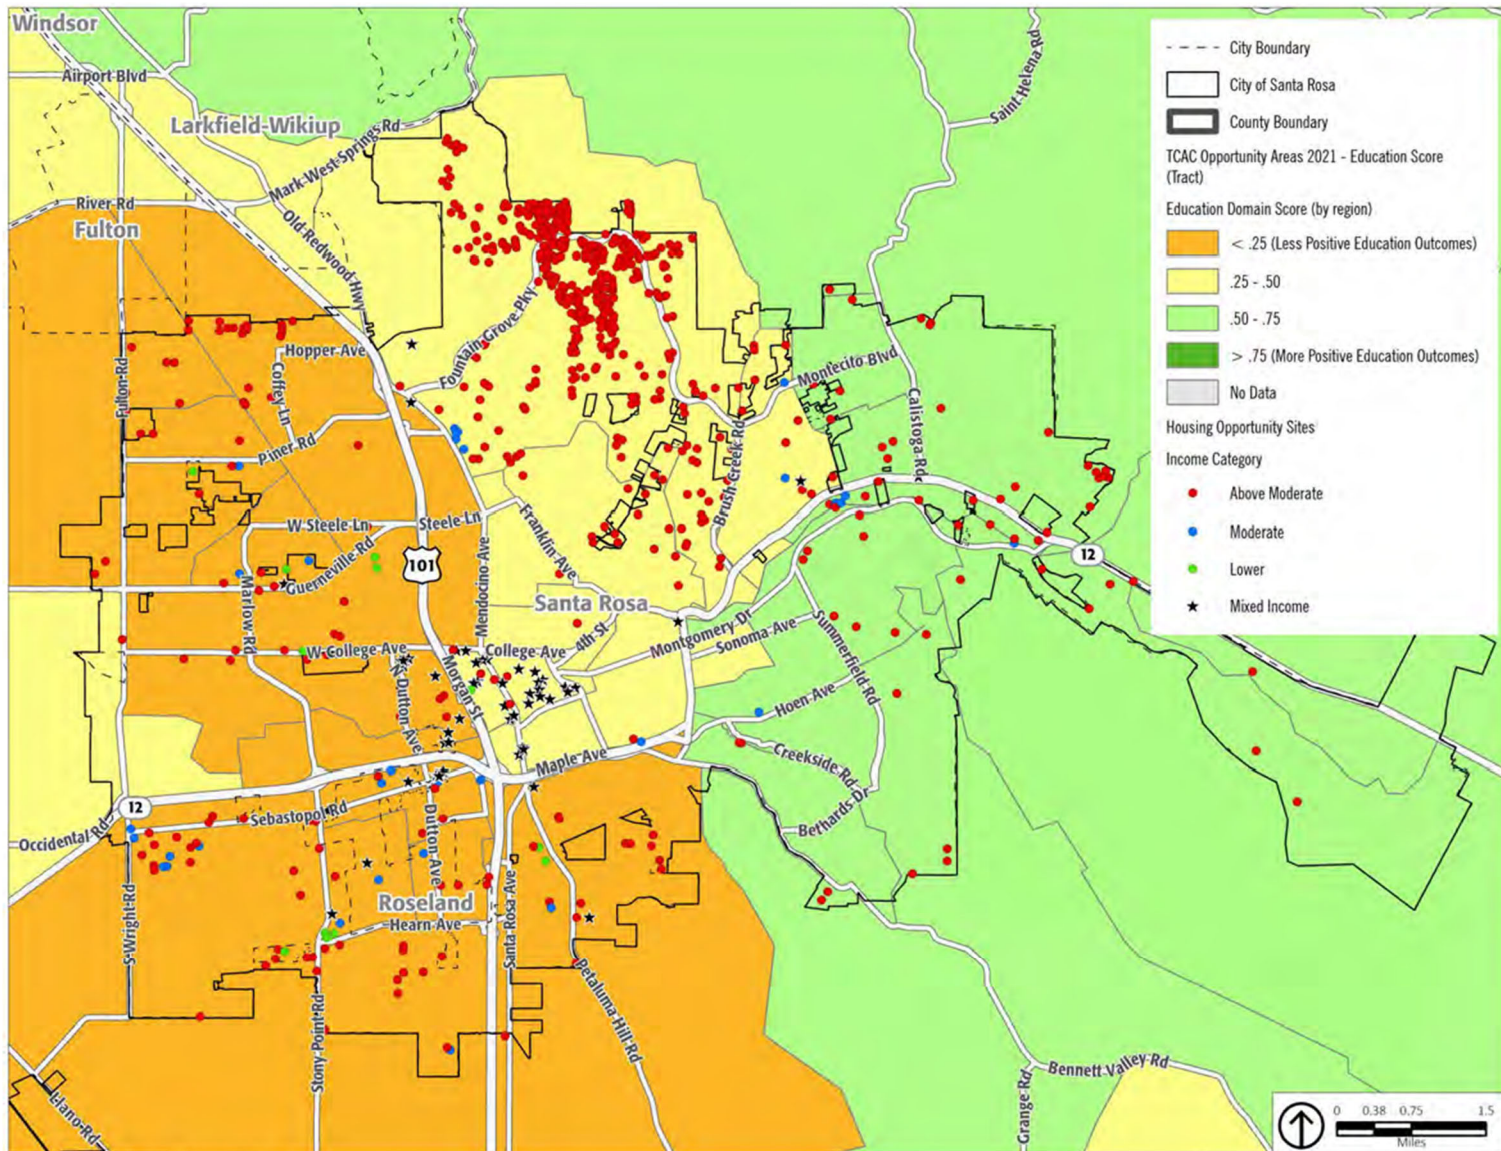 Windsor
Airport Blvd
Larkfield-Wikiup
Mark West Springs Rd
River Rd
Fulton
Old Redwood Hwy
Saint Helena Rd
Fulton Rd
Hopper Ave
Coffey Ln
Fountain Grove Pky
Montecito Blvd
Calistoga Rd
Piner Rd
Brush Creek Rd
W Steele Ln
Steele Ln
Franklin Ave
Guerneville Rd
101
Mendocino Ave
Marlow Rd
12
Santa Rosa
4th St
Montgomery Dr
Sonoma Ave
Summerfield Rd
W College Ave
College Ave
Morgan St
N Dutton Ave
Hoen Ave
Creekside Rd
Maple Ave
Bethards Dr
12
Sebastopol Rd
Occidental Rd
Dutton Ave
S Wright Rd
Roseland
Hearn Ave
Santa Rosa Ave
Petaluma Hill Rd
Stony Point Rd
Llano Rd
Bennett Valley Rd
Grange Rd
City Boundary
City of Santa Rosa
County Boundary
TCAC Opportunity Areas 2021 - Education Score
(Tract)
Education Domain Score (by region)
< .25 (Less Positive Education Outcomes)
.25 - .50
.50 - .75
> .75 (More Positive Education Outcomes)
No Data
Housing Opportunity Sites
Income Category
Above Moderate
Moderate
Lower
Mixed Income
0 0.38 0.75 1.5
Miles